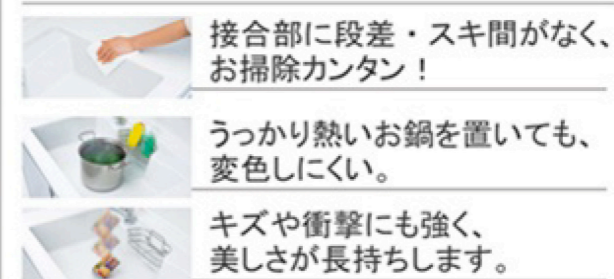 接合部に段差・スキ間がなく、
お掃除カンタン！
うっかり熱いお鍋を置いても、
変色しにくい。
キズや衝撃にも強く、
美しさが長持ちします。